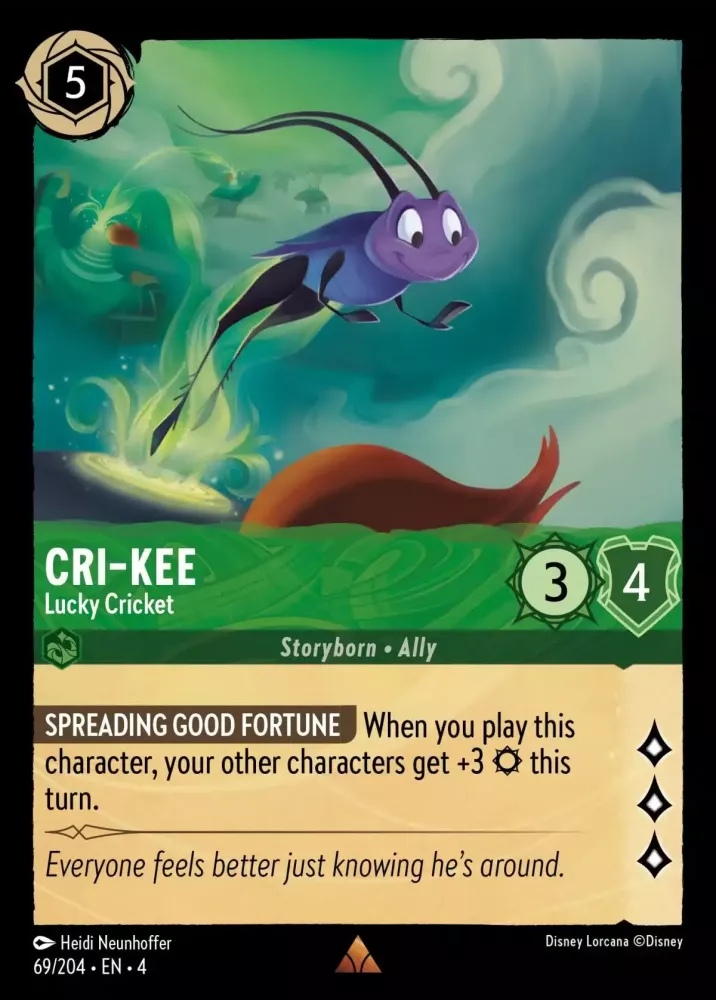 5
CRI-KEE
Lucky Cricket
3
4
Storyborn • Ally
SPREADING GOOD FORTUNE When you play this
character, your other characters get +3 this
turn.
Everyone feels better just knowing he's around.
Heidi Neunhoffer
Disney Lorcana ©Disney
69/204 • EN • 4